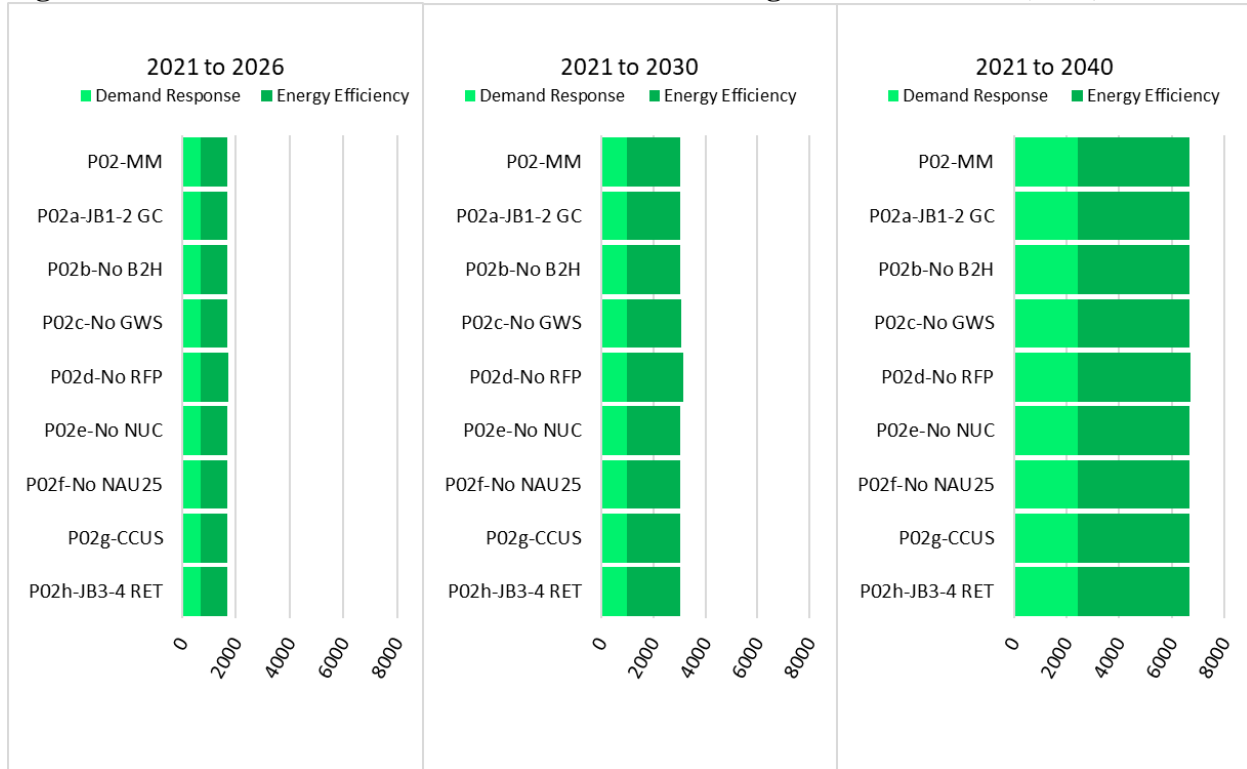 2021 to 2026
Demand Response Energy Efficiency
P02-MM
P02a-JB1-2 GC
P02b-No B2H
P02c-No GWS
P02d-No RFP
P02e-No NUC
P02f-No NAU25
P02g-CCUS
P02h-JB3-4 RET
0 2000 4000 6000 8000
2021 to 2030
Demand Response Energy Efficiency
P02-MM
P02a-JB1-2 GC
P02b-No B2H
P02c-No GWS
P02d-No RFP
P02e-No NUC
P02f-No NAU25
P02g-CCUS
P02h-JB3-4 RET
0 2000 4000 6000 8000
2021 to 2040
Demand Response Energy Efficiency
P02-MM
P02a-JB1-2 GC
P02b-No B2H
P02c-No GWS
P02d-No RFP
P02e-No NUC
P02f-No NAU25
P02g-CCUS
P02h-JB3-4 RET
0 2000 4000 6000 8000